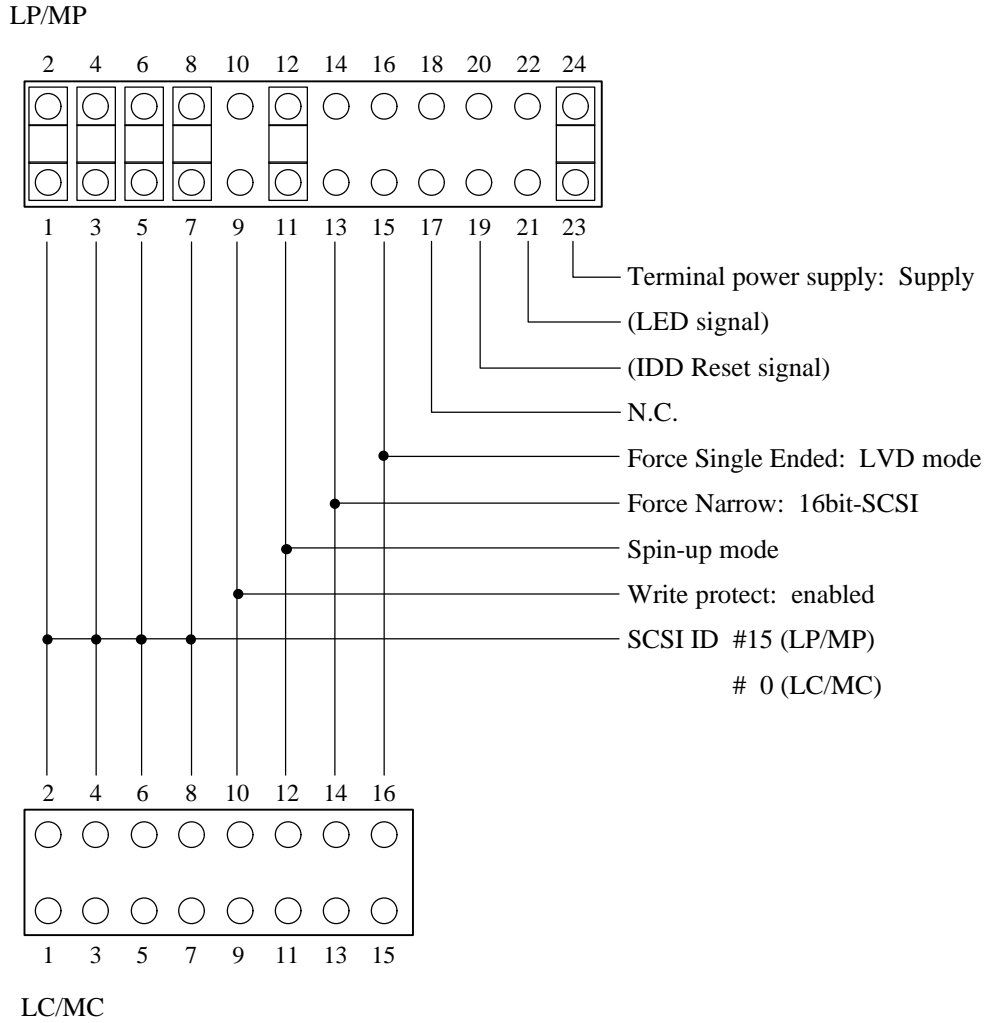 LP/MP
2 4 6 8 10 12 14 16 18 20 22 24
1 3 5 7 9 11 13 15 17 19 21 23
Terminal power supply: Supply
(LED signal)
(IDD Reset signal)
N.C.
Force Single Ended: LVD mode
Force Narrow: 16bit-SCSI
Spin-up mode
Write protect: enabled
SCSI ID #15 (LP/MP)
# 0 (LC/MC)
2 4 6 8 10 12 14 16
1 3 5 7 9 11 13 15
LC/MC